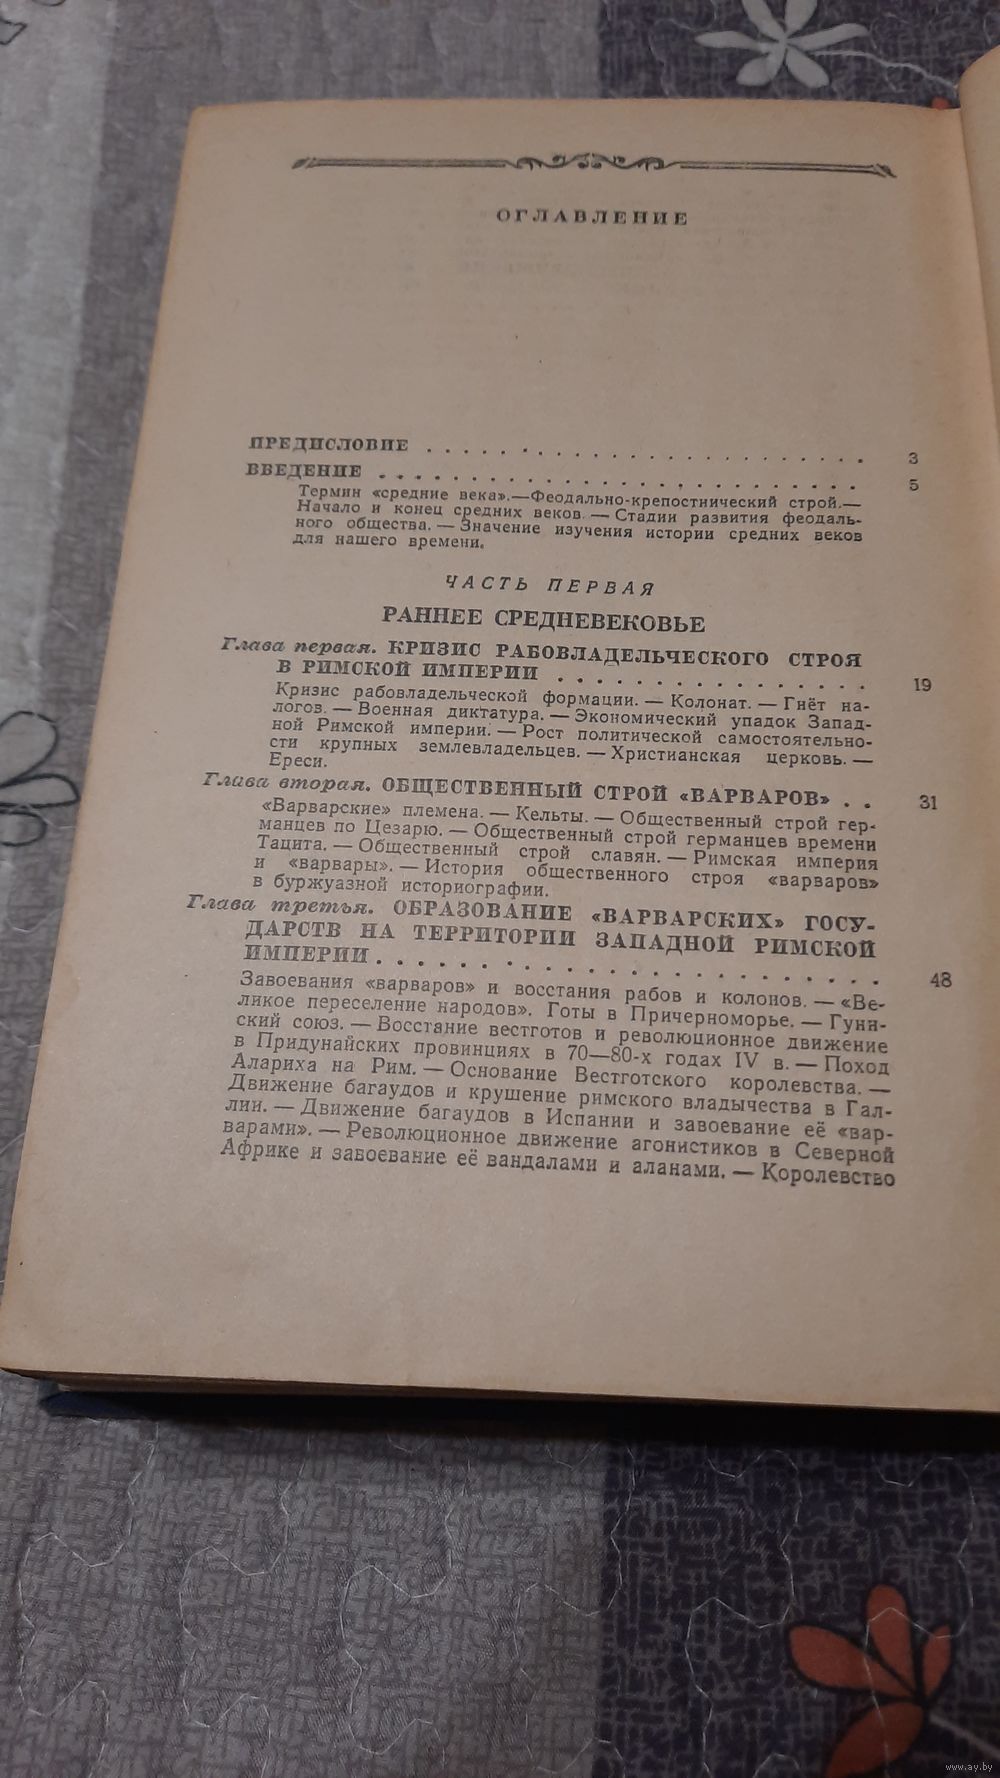 ОГЛАВЛЕНИЕ
ПРЕДИСЛОВИЕ . . . . . . . . . . . . . . . . . . . . . . . . 3
ВВЕДЕНИЕ . . . . . . . . . . . . . . . . . . . . . . . . . . 5
Термин «средние века».—Феодально-крепостнический строй.—
Начало и конец средних веков. — Стадии развития феодаль-
ного общества. — Значение изучения истории средних веков
для нашего времени.
ЧАСТЬ ПЕРВАЯ
РАННЕЕ СРЕДНЕВЕКОВЬЕ
Глава первая. КРИЗИС РАБОВЛАДЕЛЬЧЕСКОГО СТРОЯ
В РИМСКОЙ ИМПЕРИИ . . . . . . . . . . . . . . . 19
Кризис рабовладельческой формации. — Колонат. — Гнёт на-
логов. — Военная диктатура. — Экономический упадок Запад-
ной Римской империи. — Рост политической самостоятельно-
сти крупных землевладельцев. — Христианская церковь. —
Ереси.
Глава вторая. ОБЩЕСТВЕННЫЙ СТРОЙ «ВАРВАРОВ» . . 31
«Варварские» племена. — Кельты. — Общественный строй гер-
манцев по Цезарю. — Общественный строй германцев времени
Тацита. — Общественный строй славян. — Римская империя
и «варвары». — История общественного строя «варваров»
в буржуазной историографии.
Глава третья. ОБРАЗОВАНИЕ «ВАРВАРСКИХ» ГОСУ-
ДАРСТВ НА ТЕРРИТОРИИ ЗАПАДНОЙ РИМСКОЙ
ИМПЕРИИ . . . . . . . . . . . . . . . . . . . . . . . . 48
Завоевания «варваров» и восстания рабов и колонов. — «Ве-
ликое переселение народов». Готы в Причерноморье. — Гунн-
ский союз. — Восстание вестготов и революционное движение
в Придунайских провинциях в 70—80-х годах IV в. — Поход
Алариха на Рим. — Основание Вестготского королевства. —
Движение багаудов и крушение римского владычества в Гал-
лии. — Движение багаудов в Испании и завоевание её «вар-
варами». — Революционное движение агонистиков в Северной
Африке и завоевание её вандалами и аланами. — Королевство
www.ay.by